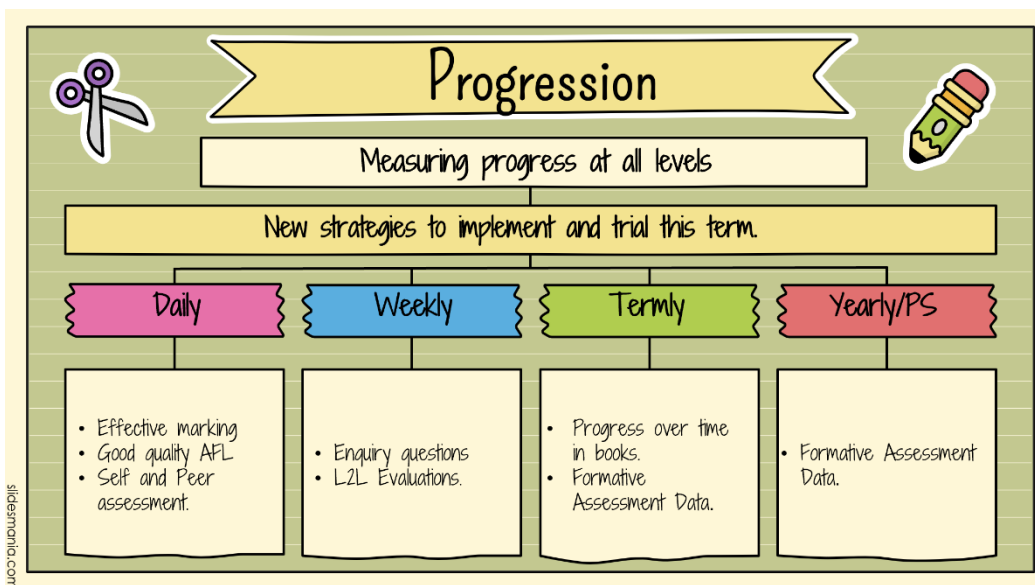 Progression
Measuring progress at all levels
New strategies to implement and trial this term.
Daily
Weekly
Termly
Yearly/PS
• Effective marking
• Good quality AFL
• Self and Peer
assessment.
• Enquiry questions
• L2L Evaluations.
• Progress over time
in books.
• Formative
Assessment Data.
• Formative Assessment
Data.
slidesmania.com